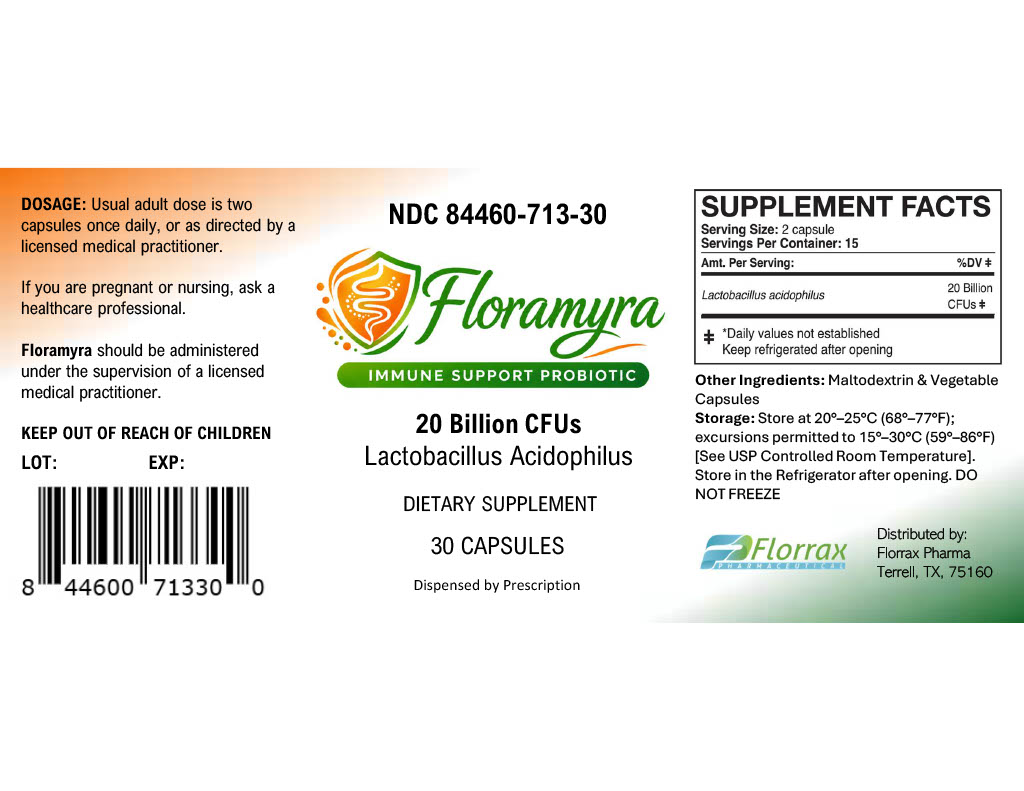 DOSAGE: Usual adult dose is two
capsules once daily, or as directed by a
licensed medical practitioner.
If you are pregnant or nursing, ask a
healthcare professional.
Floramyra should be administered
under the supervision of a licensed
medical practitioner.
KEEP OUT OF REACH OF CHILDREN
LOT: EXP:
8 44600 71330 0
NDC 84460-713-30
Floramyra
IMMUNE SUPPORT PROBIOTIC
20 Billion CFUs
Lactobacillus Acidophilus
DIETARY SUPPLEMENT
30 CAPSULES
Dispensed by Prescription
SUPPLEMENT FACTS
Serving Size: 2 capsule
Servings Per Container: 15
Amt. Per Serving: %DV ǂ
Lactobacillus acidophilus 20 Billion
CFUs ǂ
ǂ *Daily values not established
Keep refrigerated after opening
Other Ingredients: Maltodextrin & Vegetable
Capsules
Storage: Store at 20°–25°C (68°–77°F);
excursions permitted to 15°–30°C (59°–86°F)
[See USP Controlled Room Temperature].
Store in the Refrigerator after opening. DO
NOT FREEZE
Florrax
PHARMACEUTICAL
Distributed by:
Florrax Pharma
Terrell, TX, 75160